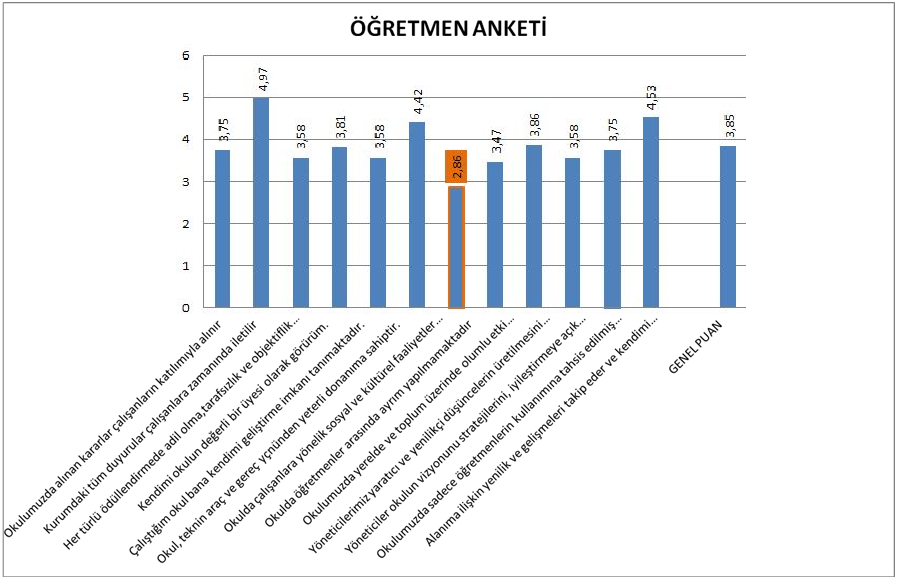 ÖĞRETMEN ANKETİ
6
5
4
3
2
1
0
3,75
4,97
3,58
3,81
3,58
4,42
2,86
3,47
3,86
3,58
3,75
4,53
3,85
Okulumuzda alınan kararlar çalışanların katılımıyla alınır
Kurumdaki tüm duyurular çalışanlara zamanında iletilir
Her türlü ödüllendirmede adil olma,tarafsızlık ve objektiflik...
Kendimi okulun değerli bir üyesi olarak görürüm.
Çalıştığım okul bana kendimi geliştirme imkanı tanımaktadır.
Okul, teknin araç ve gereç yçnünden yeterli donanıma sahiptir.
Okulda çalışanlara yönelik sosyal ve kültürel faaliyetler...
Okulda öğretmenler arasında ayrım yapılmamaktadır
Okulumuzda yerelde ve toplum üzerinde olumlu etki...
Yöneticilerimiz yaratıcı ve yenilikçi düşüncelerin üretilmesini...
Yöneticiler okulun vizyonunu stratejilerini, iyileştirmeye açık...
Okulumuzda sadece öğretmenlerin kullanımına tahsis edilmiş...
Alanıma ilişkin yenilik ve gelişmeleri takip eder ve kendimi...
GENEL PUAN